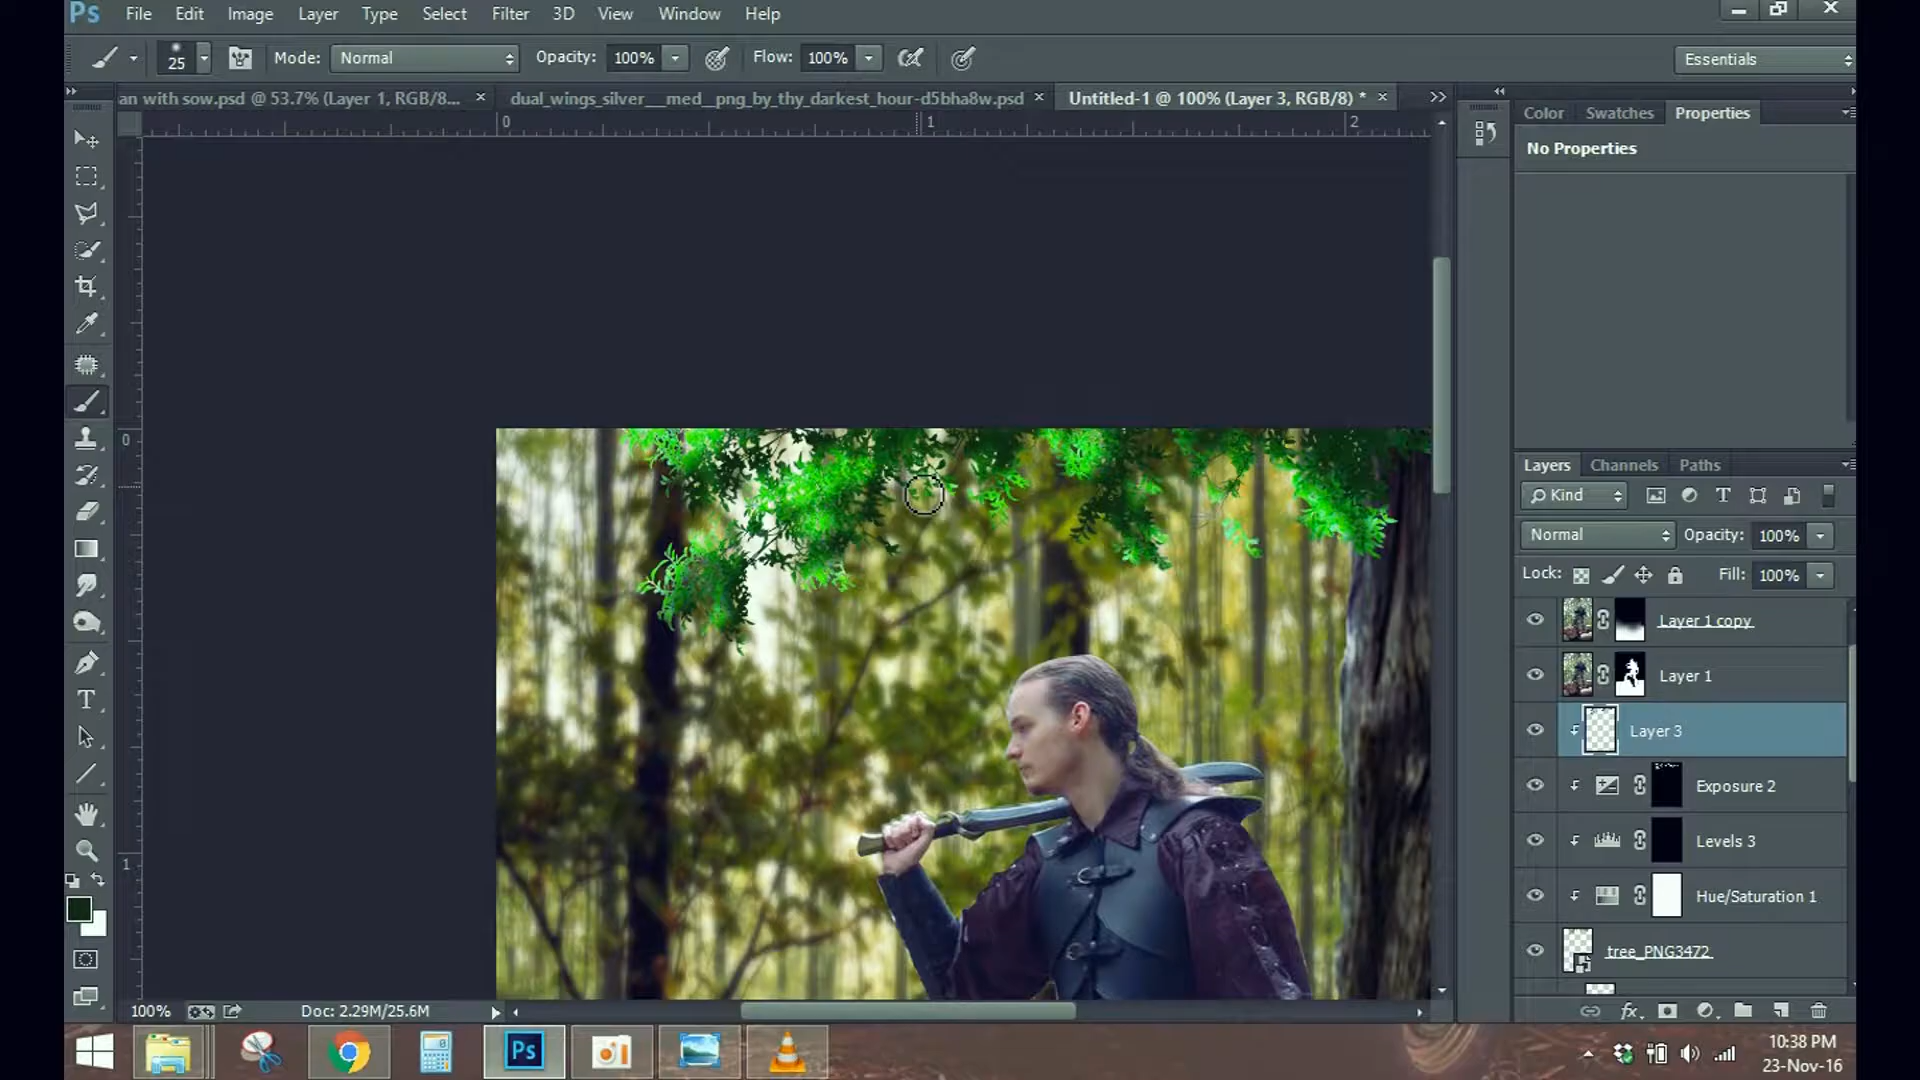 Ps File Edit Image Layer Type Select Filter 3D View Window Help
25 Mode: Normal Opacity: 100% Flow: 100% Essentials
an with sow.psd @ 53.7% (Layer 1, RGB/8... × dual_wings_silver__med__png_by_thy_darkest_hour-d5bha8w.psd × Untitled-1 @ 100% (Layer 3, RGB/8) * ×
0 1 2
Color Swatches Properties
No Properties
0
1
Layers Channels Paths
Kind
Normal Opacity: 100%
Lock: Fill: 100%
Layer 1 copy
Layer 1
Layer 3
Exposure 2
Levels 3
Hue/Saturation 1
tree_PNG3472
100% Doc: 2.29M/25.6M
Ps
10:38 PM
23-Nov-16